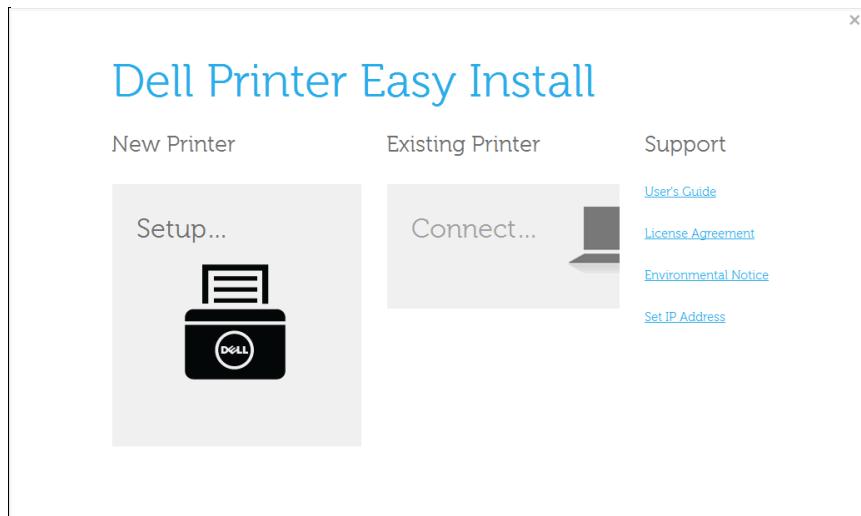 Dell Printer Easy Install
New Printer
Setup...
DELL
Existing Printer
Connect...
Support
User's Guide
License Agreement
Environmental Notice
Set IP Address